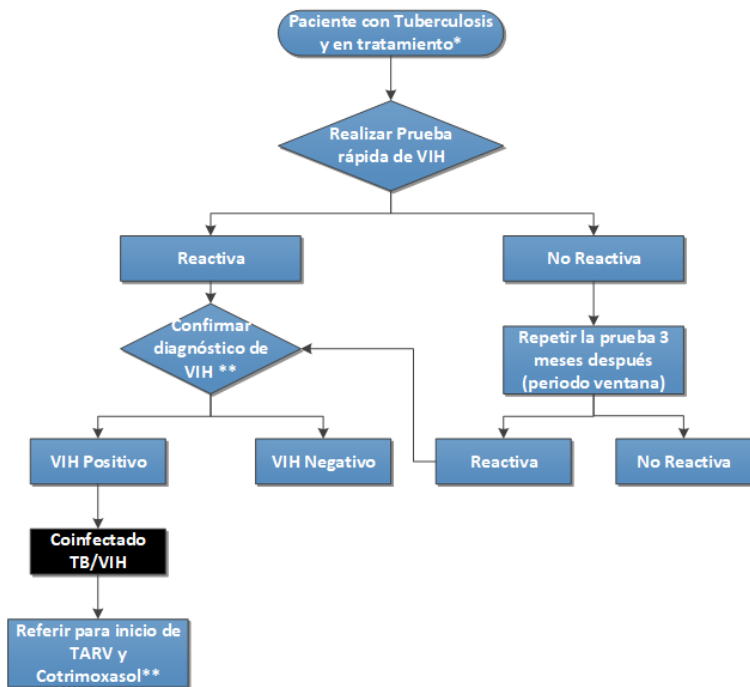 Paciente con Tuberculosis
y en tratamiento*
Realizar Prueba
rápida de VIH
Reactiva
No Reactiva
Confirmar
diagnóstico de
VIH **
Repetir la prueba 3
meses después
(periodo ventana)
VIH Positivo
VIH Negativo
Reactiva
No Reactiva
Coinfectado
TB/VIH
Referir para inicio de
TARV y
Cotrimoxasol**